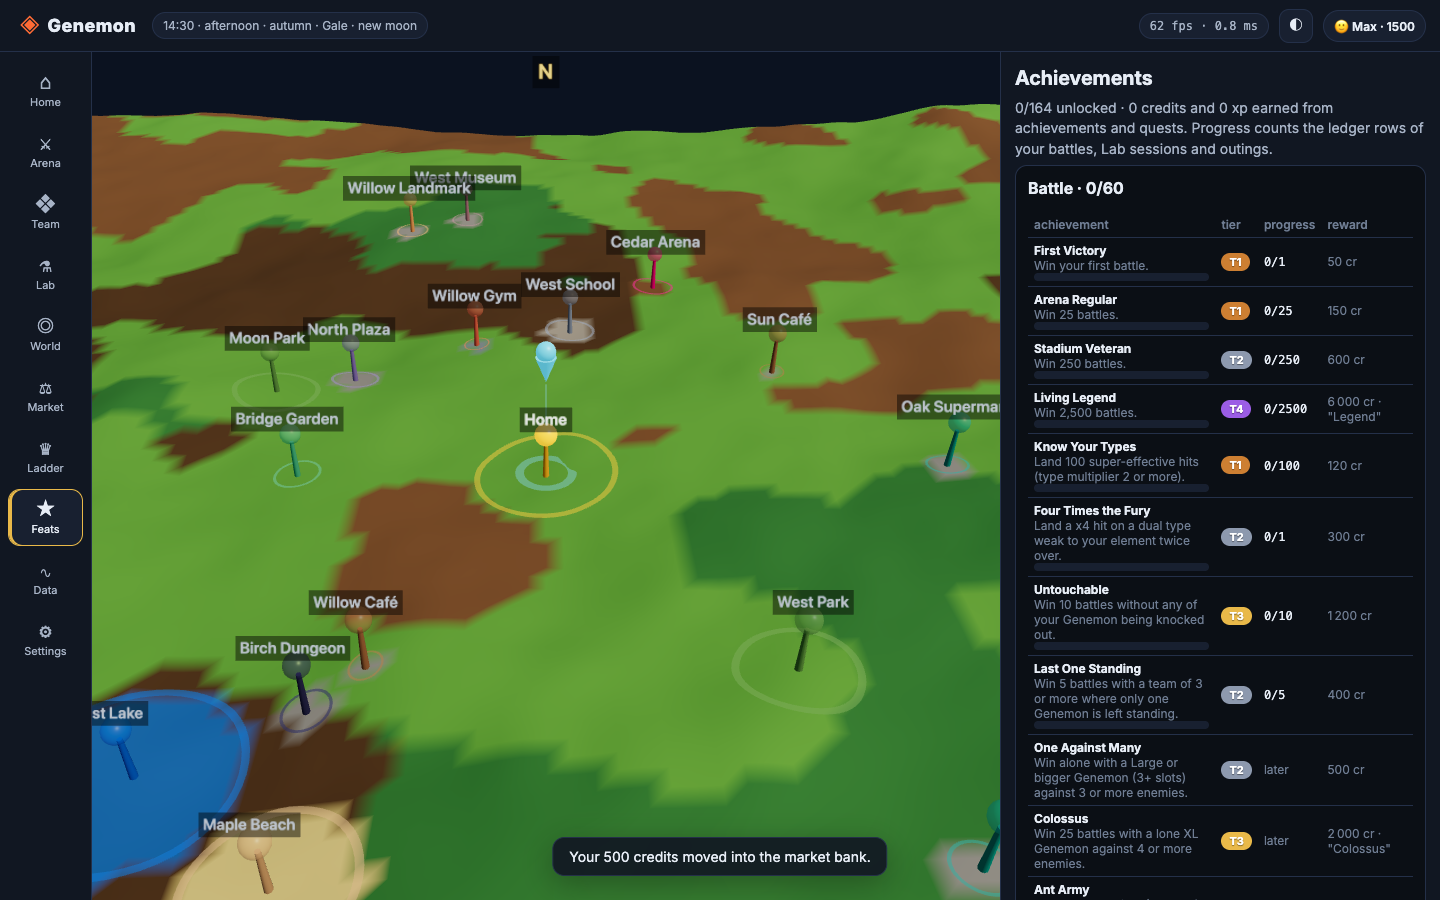 Genemon
14:30 · afternoon · autumn · Gale · new moon
62 fps · 0.8 ms
Max · 1500
Home
Arena
Team
Lab
World
Market
Ladder
Feats
Data
Settings
N
West Museum
Willow Landmark
Cedar Arena
West School
Willow Gym
Sun Café
North Plaza
Moon Park
Oak Superma
Bridge Garden
Home
Willow Café
West Park
Birch Dungeon
st Lake
Maple Beach
Your 500 credits moved into the market bank.
Achievements
0/164 unlocked · 0 credits and 0 xp earned from
achievements and quests. Progress counts the ledger rows of
your battles, Lab sessions and outings.
Battle · 0/60
achievement tier progress reward
First Victory
Win your first battle.
T1 0/1 50 cr
Arena Regular
Win 25 battles.
T1 0/25 150 cr
Stadium Veteran
Win 250 battles.
T2 0/250 600 cr
Living Legend
Win 2,500 battles.
T4 0/2500 6 000 cr ·
"Legend"
Know Your Types
Land 100 super-effective hits
(type multiplier 2 or more).
T1 0/100 120 cr
Four Times the Fury
Land a x4 hit on a dual type
weak to your element twice
over.
T2 0/1 300 cr
Untouchable
Win 10 battles without any of
your Genemon being knocked
out.
T3 0/10 1 200 cr
Last One Standing
Win 5 battles with a team of 3
or more where only one
Genemon is left standing.
T2 0/5 400 cr
One Against Many
Win alone with a Large or
bigger Genemon (3+ slots)
against 3 or more enemies.
T2 later 500 cr
Colossus
Win 25 battles with a lone XL
Genemon against 4 or more
enemies.
T3 later 2 000 cr ·
"Colossus"
Ant Army